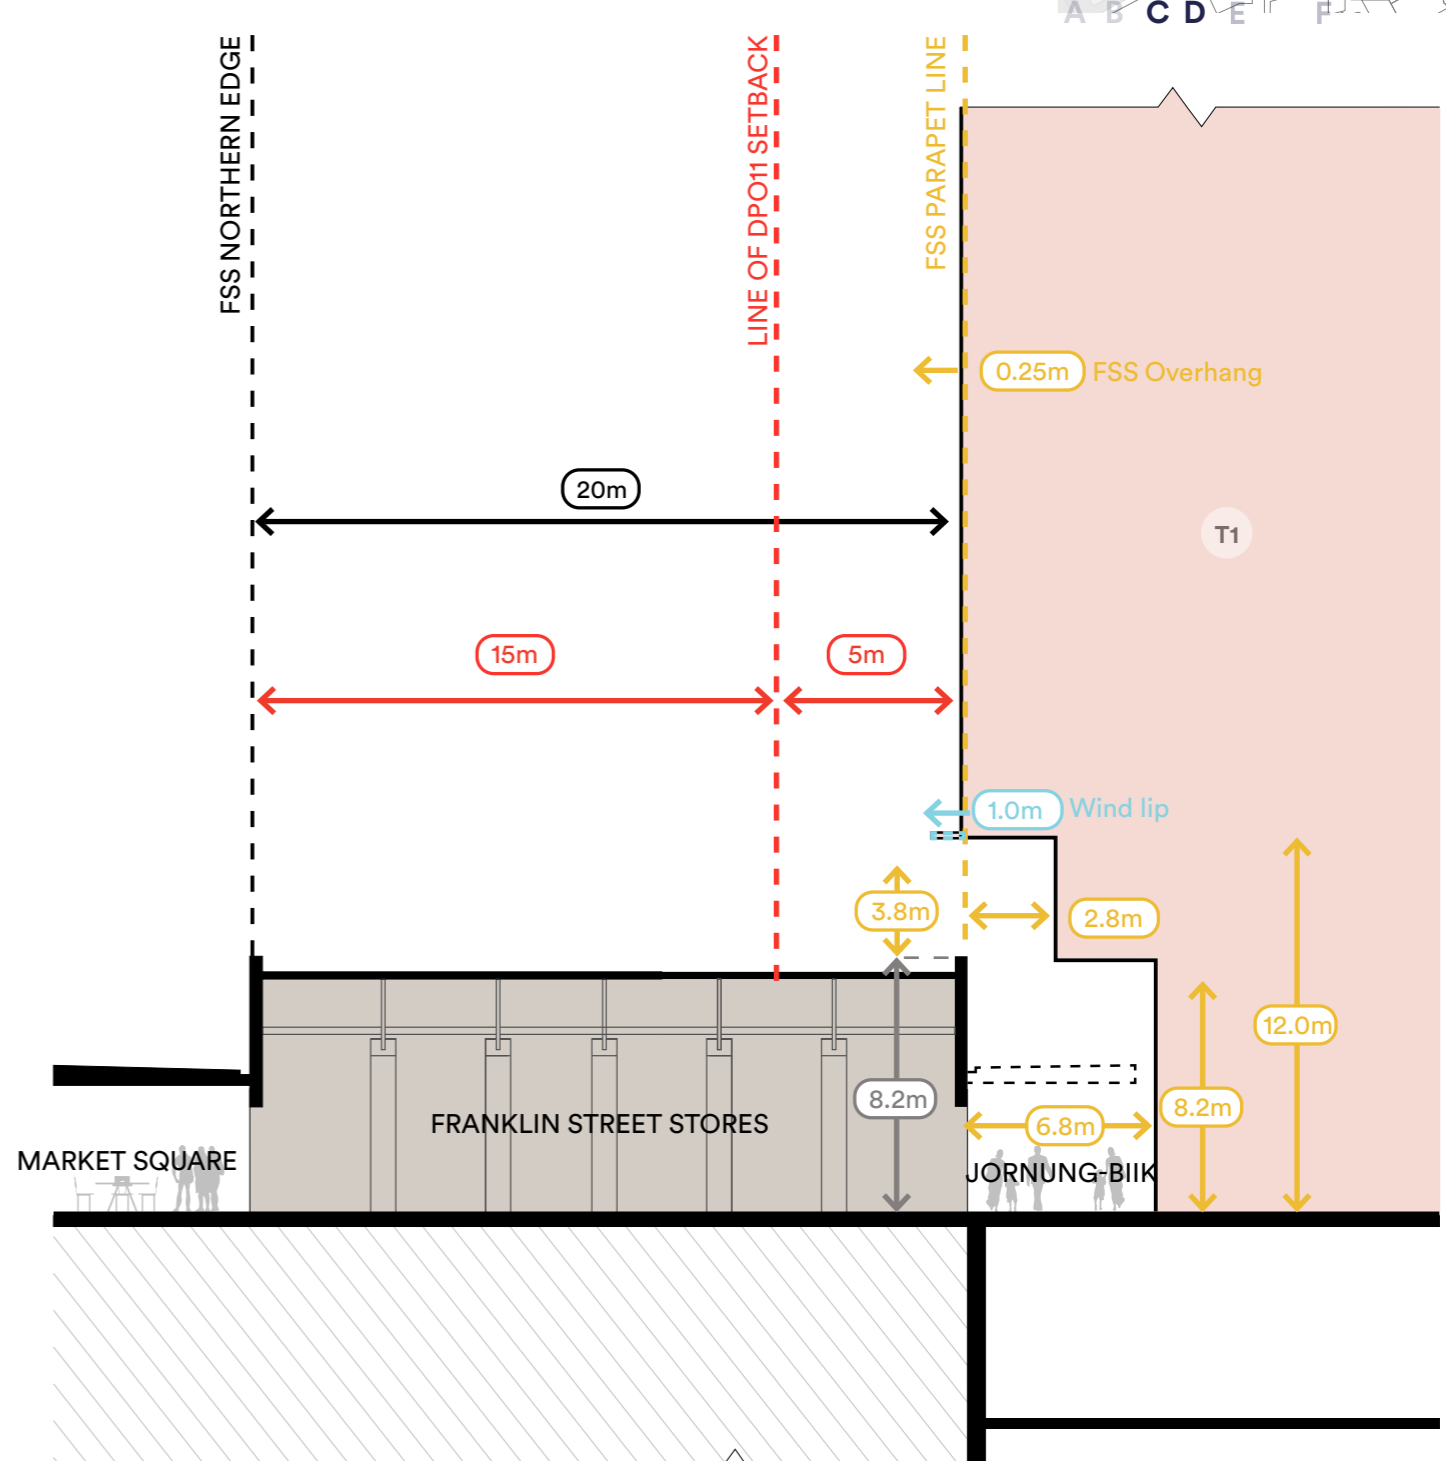 A B C D E F
FSS NORTHERN EDGE
LINE OF DPO11 SETBACK
FSS PARAPET LINE
0.25m FSS Overhang
20m
T1
15m
5m
1.0m Wind lip
3.8m
2.8m
12.0m
8.2m
8.2m
6.8m
FRANKLIN STREET STORES
MARKET SQUARE
JORNUNG-BIIK